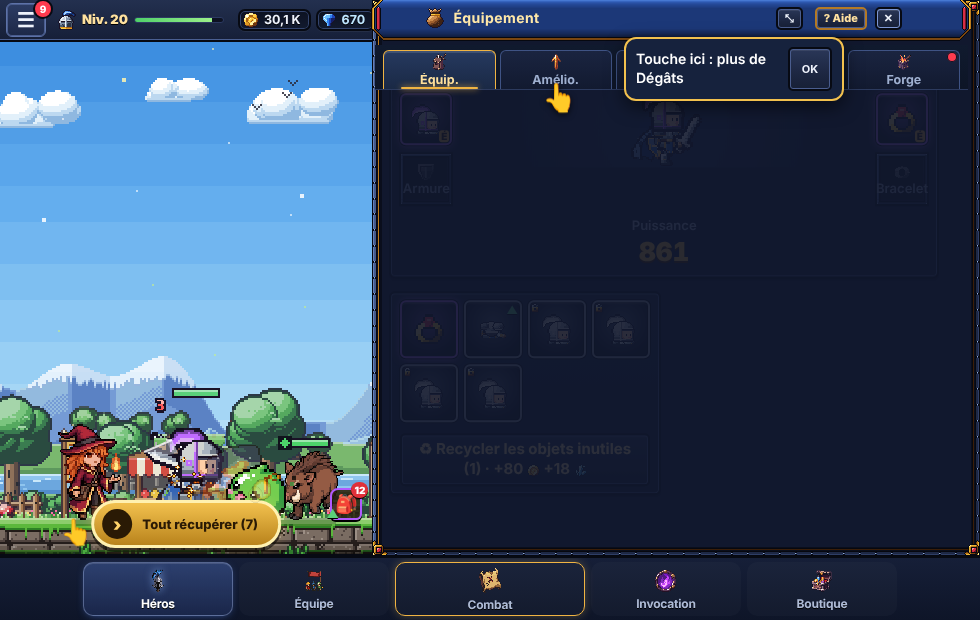 9
Niv. 20
30,1 K
670
Équipement
? Aide
Équip.
Amélio.
Touche ici : plus de
Dégâts
OK
Forge
E
E
Armure
Bracelet
Puissance
861
6
6
6
6
♻ Recycler les objets inutiles
(1) · +80 +18
3
12
Tout récupérer (7)
Héros
Équipe
Combat
Invocation
Boutique